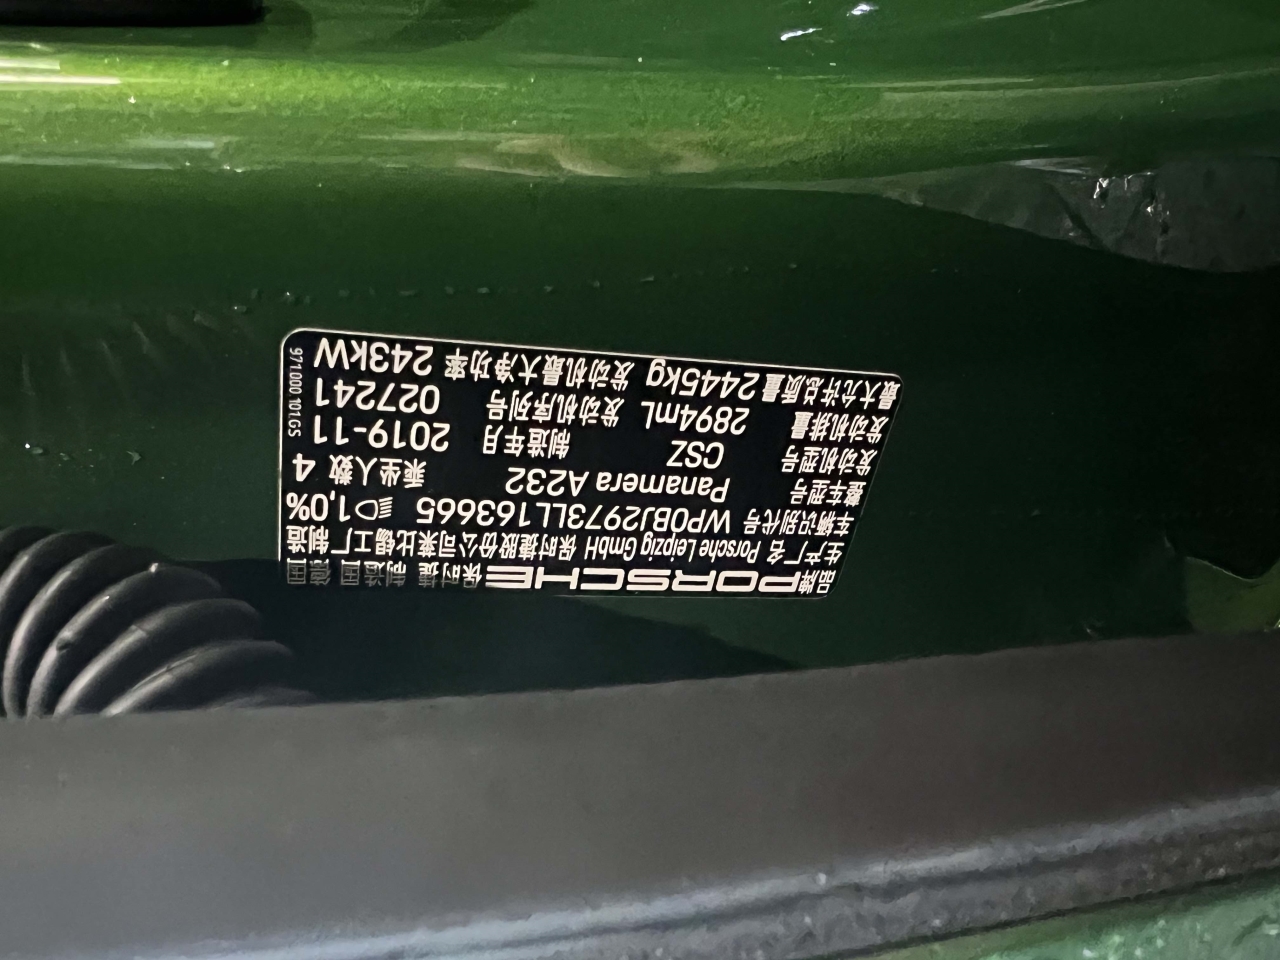 品牌 PORSCHE 保时捷 制造国 德国
生产厂名 Porsche Leipzig GmbH 保时捷股份公司莱比锡工厂制造
车辆识别代号 WP0BJ2973LL163665 1,0%
整车型号 Panamera A232 乘坐人数 4
发动机型号 CSZ 制造年月 2019-11
发动机排量 2894mL 发动机序列号 027241
最大允许总质量 2445kg 发动机最大净功率 243kW
971.000.101.GS